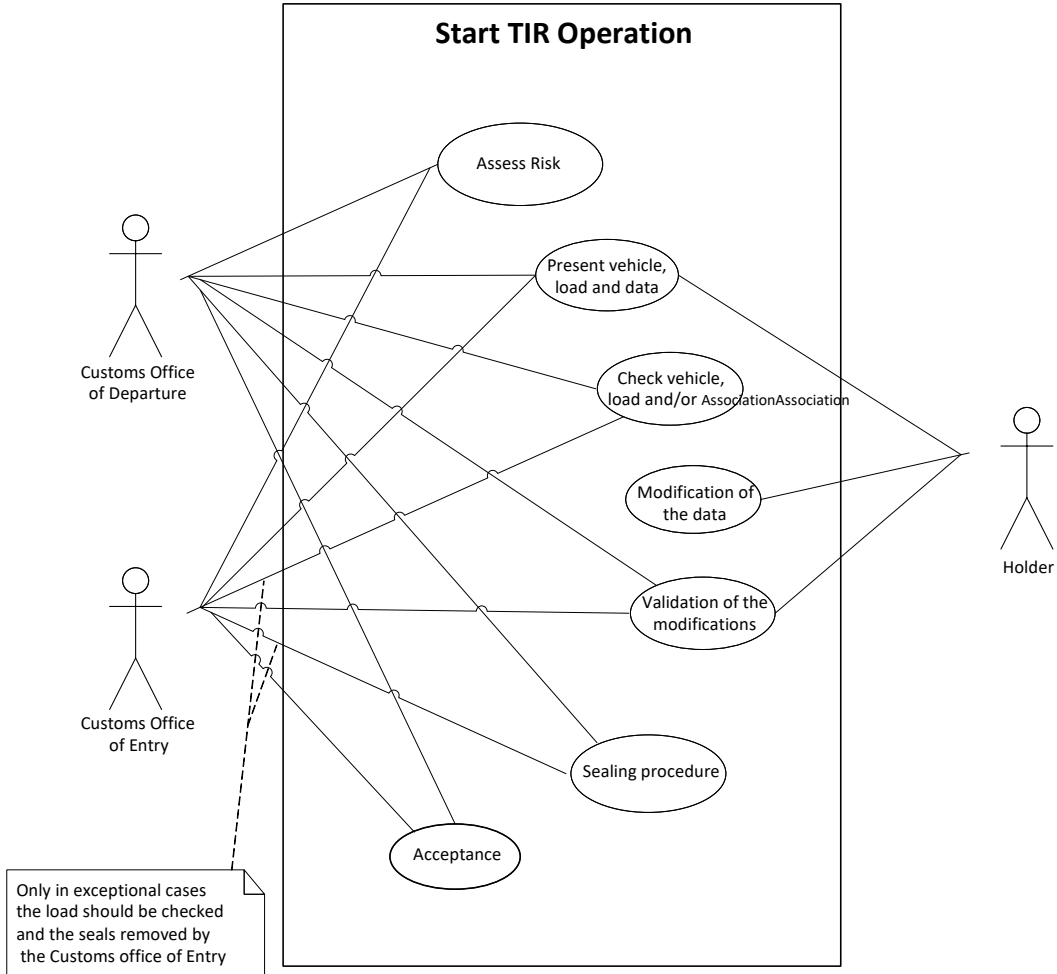 Start TIR Operation
Assess Risk
Present vehicle,
load and data
Customs Office
of Departure
Check vehicle,
load and/or AssociationAssociation
Modification of
the data
Holder
Validation of the
modifications
Customs Office
of Entry
Sealing procedure
Acceptance
Only in exceptional cases
the load should be checked
and the seals removed by
the Customs office of Entry